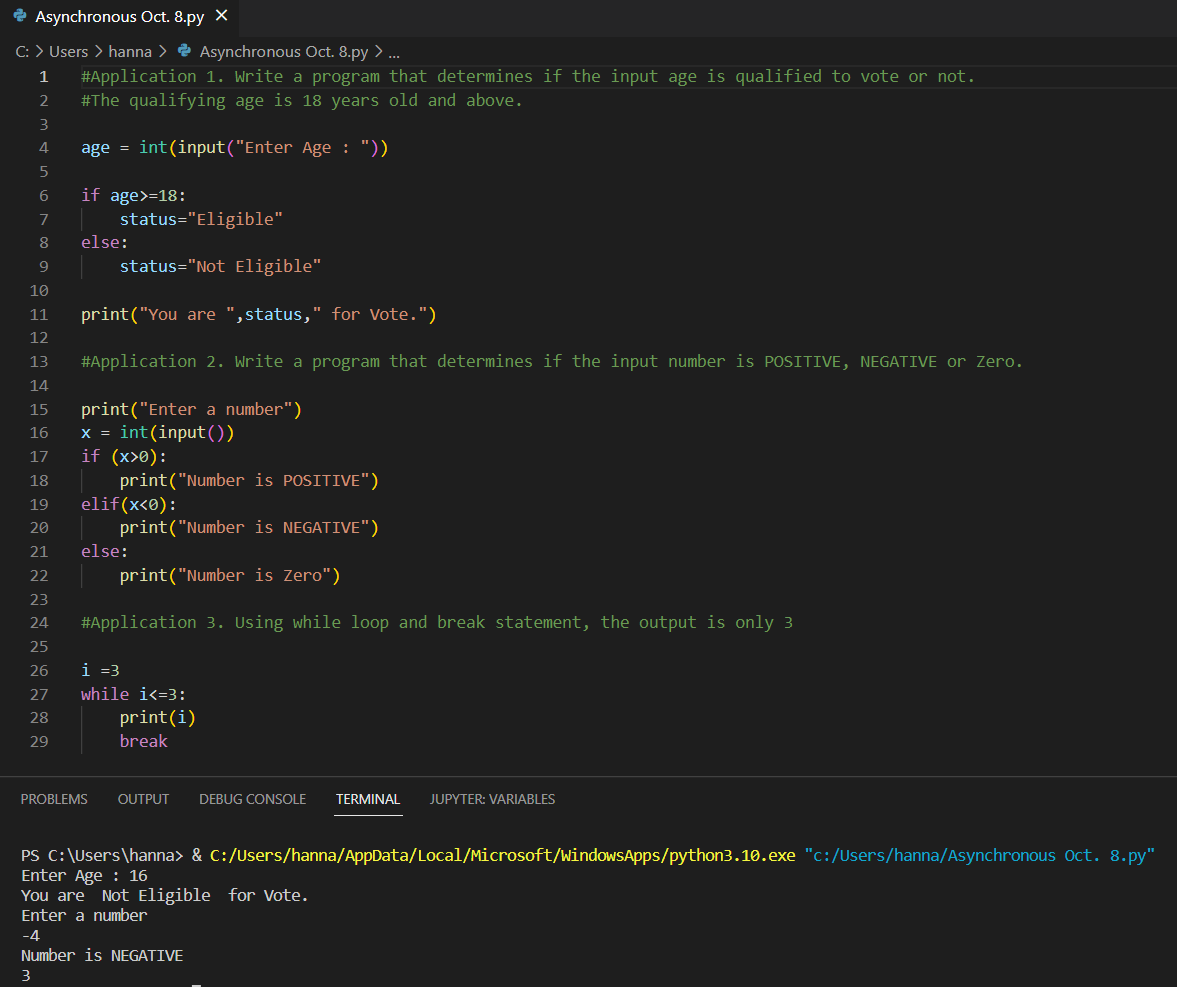 Asynchronous Oct. 8.py ✕
C: > Users > hanna > Asynchronous Oct. 8.py > ...
1 #Application 1. Write a program that determines if the input age is qualified to vote or not.
2 #The qualifying age is 18 years old and above.
3
4 age = int(input("Enter Age : "))
5
6 if age>=18:
7     status="Eligible"
8 else:
9     status="Not Eligible"
10
11 print("You are ",status," for Vote.")
12
13 #Application 2. Write a program that determines if the input number is POSITIVE, NEGATIVE or Zero.
14
15 print("Enter a number")
16 x = int(input())
17 if (x>0):
18     print("Number is POSITIVE")
19 elif(x<0):
20     print("Number is NEGATIVE")
21 else:
22     print("Number is Zero")
23
24 #Application 3. Using while loop and break statement, the output is only 3
25
26 i =3
27 while i<=3:
28     print(i)
29     break
PROBLEMS OUTPUT DEBUG CONSOLE TERMINAL JUPYTER: VARIABLES
PS C:\Users\hanna> & C:/Users/hanna/AppData/Local/Microsoft/WindowsApps/python3.10.exe "c:/Users/hanna/Asynchronous Oct. 8.py"
Enter Age : 16
You are  Not Eligible  for Vote.
Enter a number
-4
Number is NEGATIVE
3